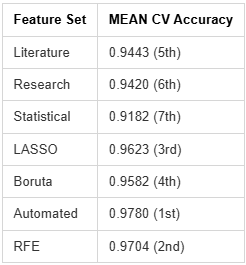 Feature Set MEAN CV Accuracy
Literature 0.9443 (5th)
Research 0.9420 (6th)
Statistical 0.9182 (7th)
LASSO 0.9623 (3rd)
Boruta 0.9582 (4th)
Automated 0.9780 (1st)
RFE 0.9704 (2nd)